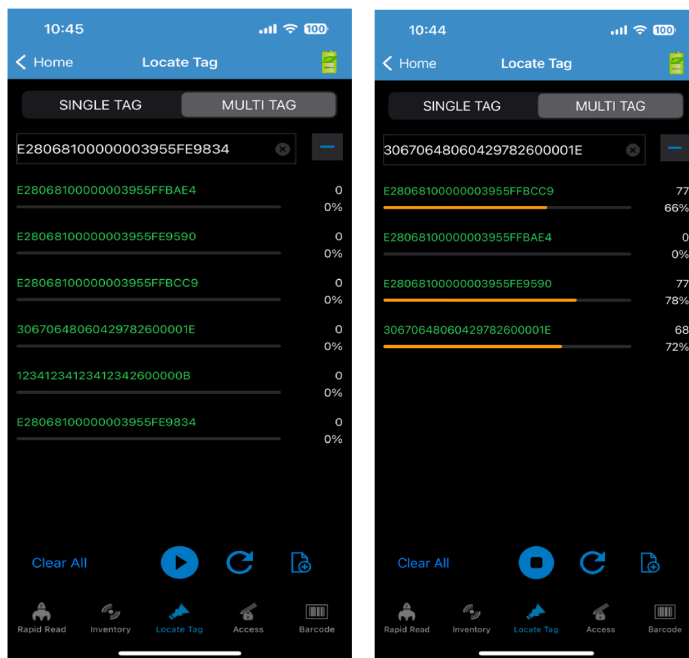 10:45
100
Home
Locate Tag
SINGLE TAG
MULTI TAG
E28068100000003955FE9834
E28068100000003955FFBAE4
0
0%
E28068100000003955FE9590
0
0%
E28068100000003955FFBCC9
0
0%
30670648060429782600001E
0
0%
12341234123412342600000B
0
0%
E28068100000003955FE9834
0
0%
Clear All
Rapid Read
Inventory
Locate Tag
Access
Barcode
10:44
100
Home
Locate Tag
SINGLE TAG
MULTI TAG
30670648060429782600001E
E28068100000003955FFBCC9
77
66%
E28068100000003955FFBAE4
0
0%
E28068100000003955FE9590
77
78%
30670648060429782600001E
68
72%
Clear All
Rapid Read
Inventory
Locate Tag
Access
Barcode